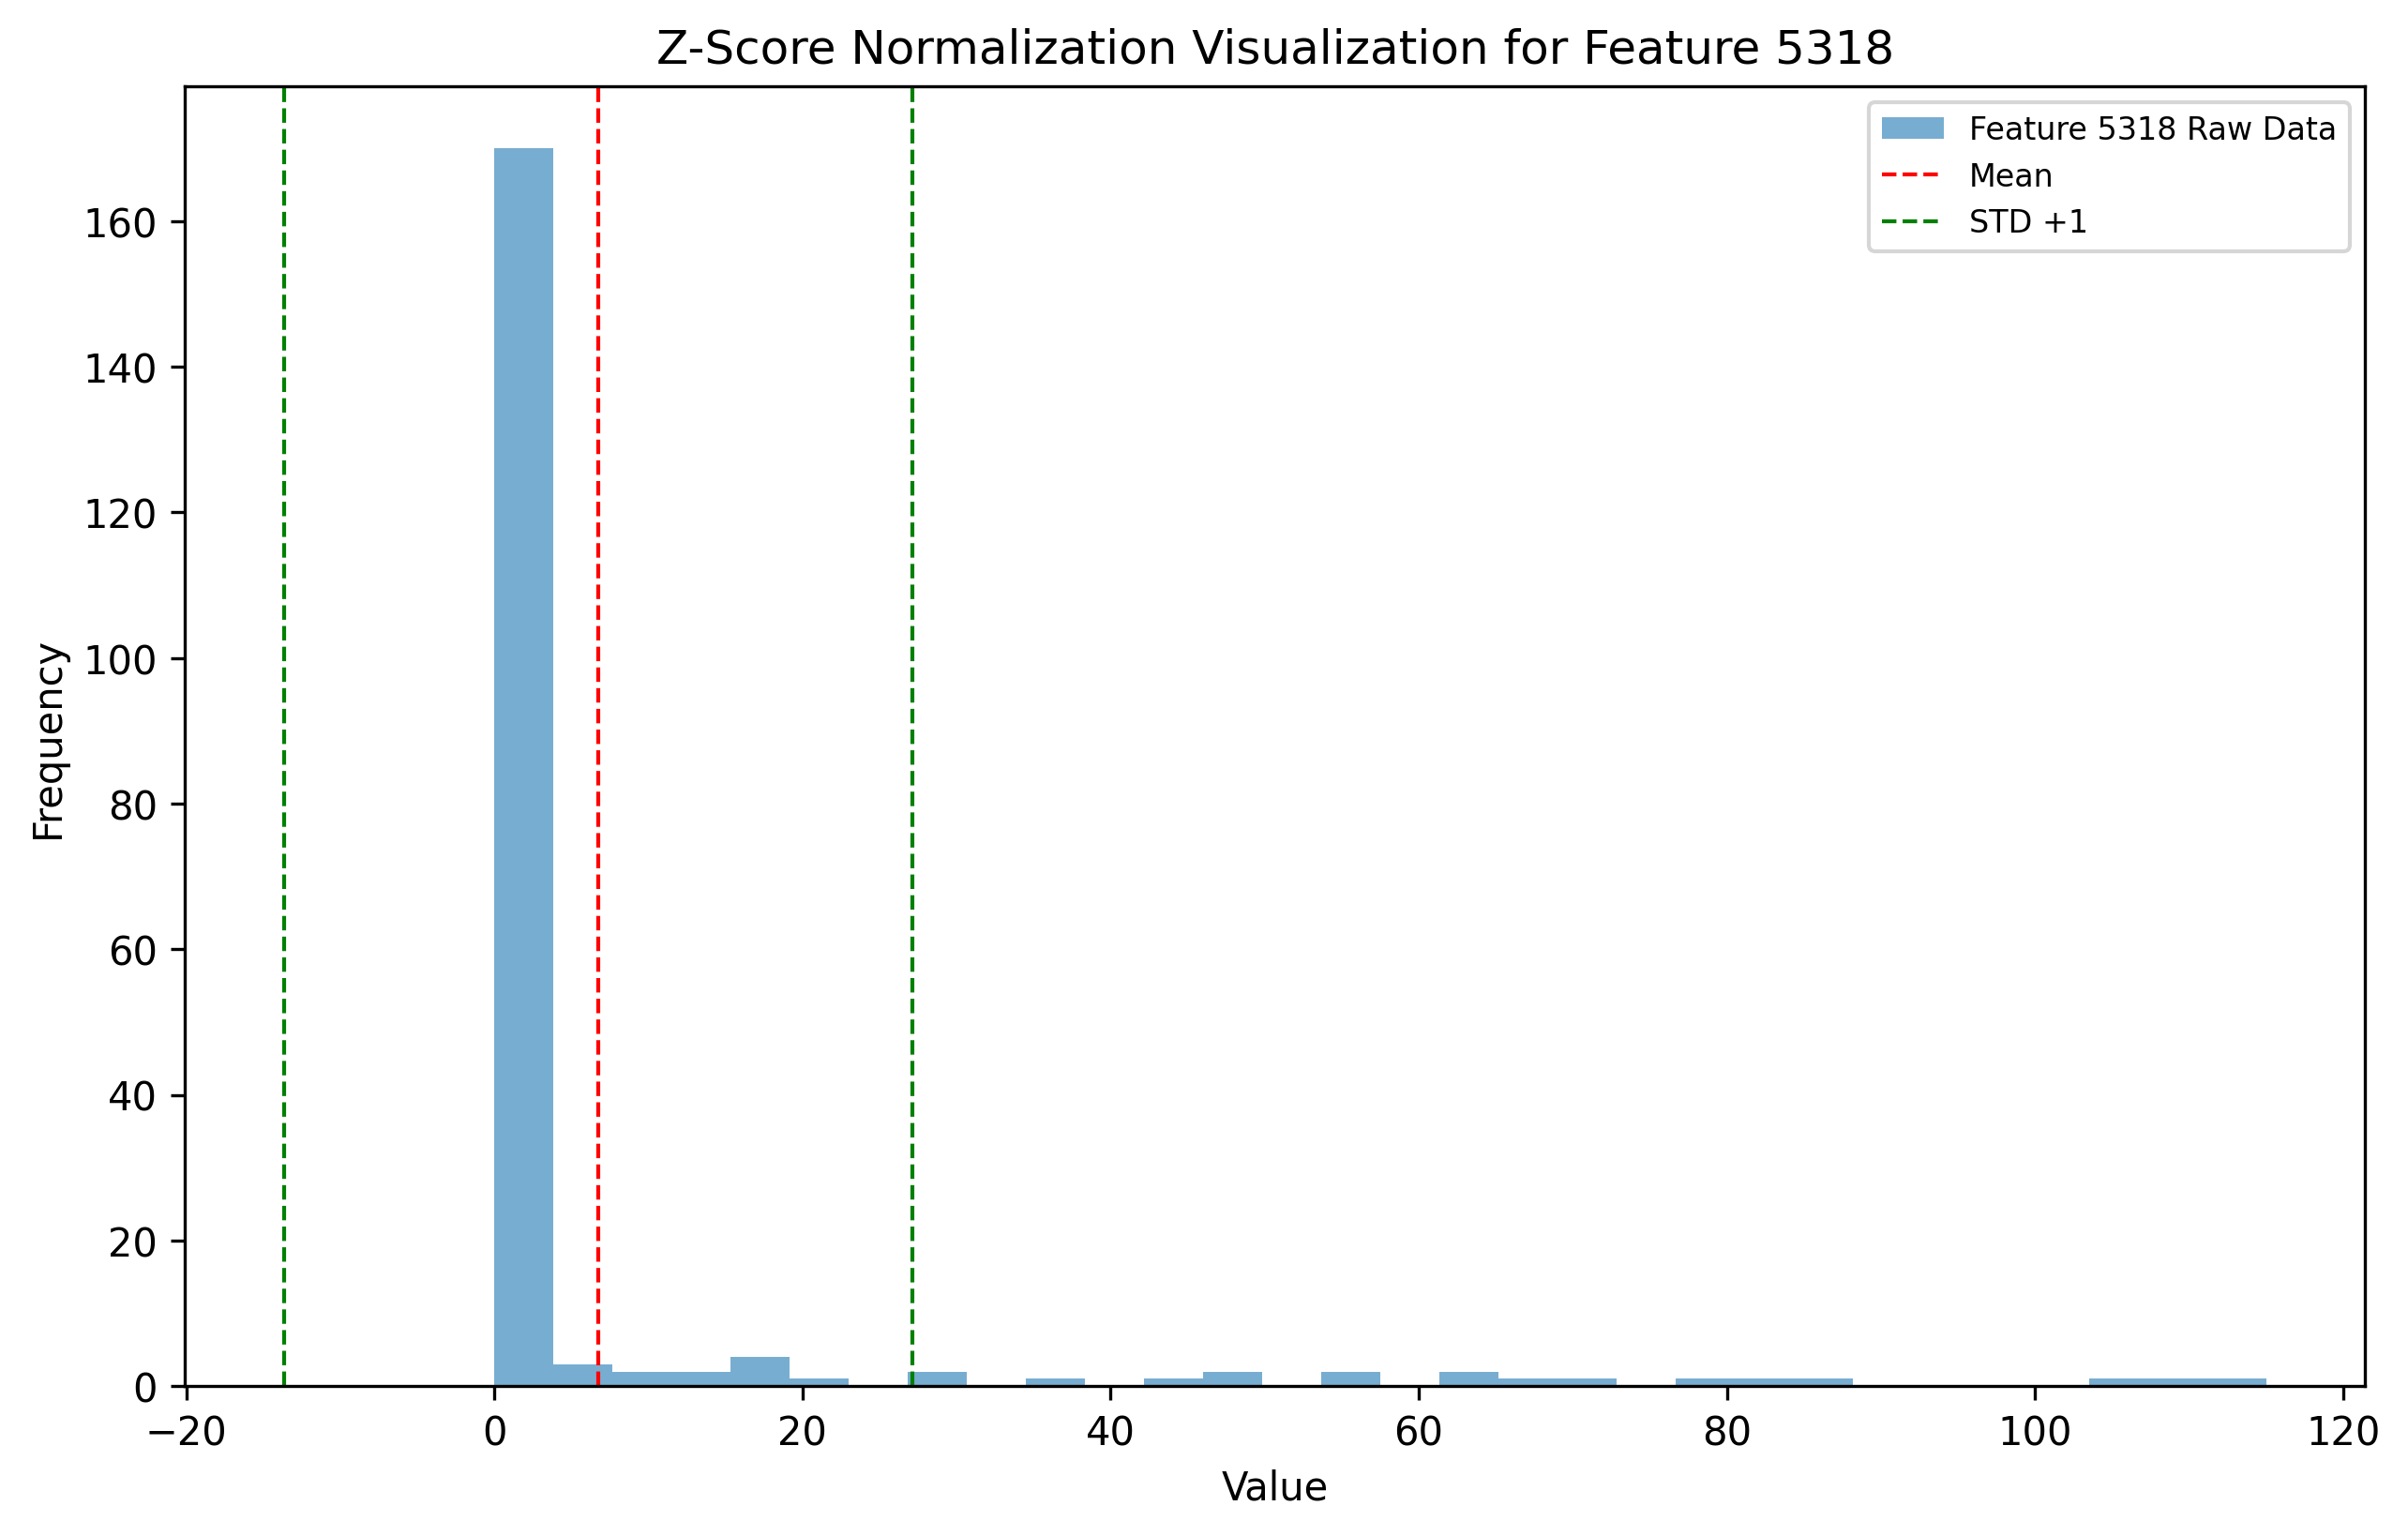 Z-Score Normalization Visualization for Feature 5318
Feature 5318 Raw Data
Mean
STD +1
Frequency
160
140
120
100
80
60
40
20
0
−20 0 20 40 60 80 100 120
Value